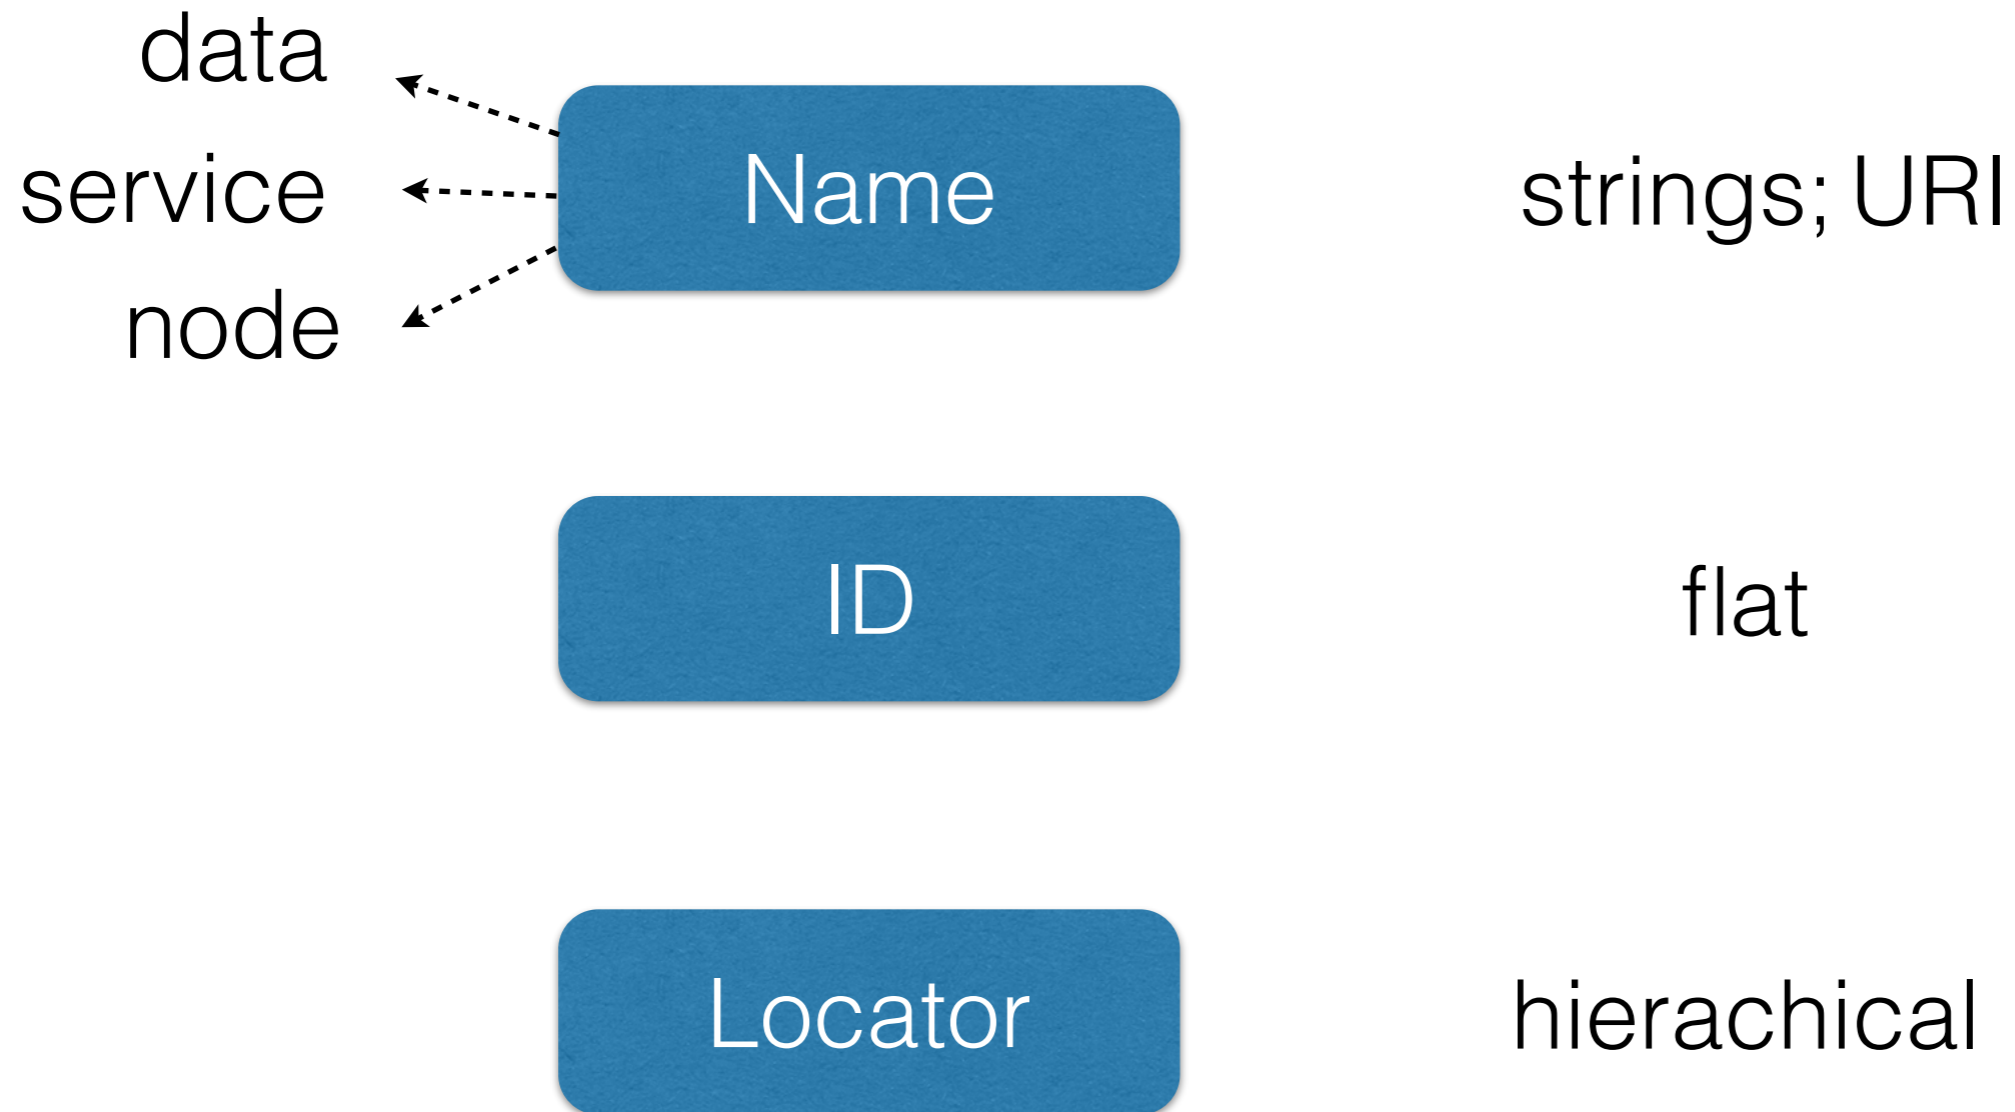 data
service
node
Name
strings; URI
ID
flat
Locator
hierachical